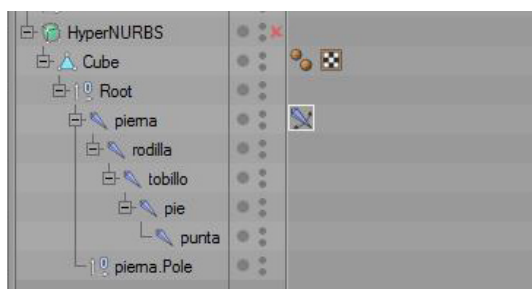 HyperNURBS
Cube
Root
pierna
rodilla
tobillo
pie
punta
pierna.Pole